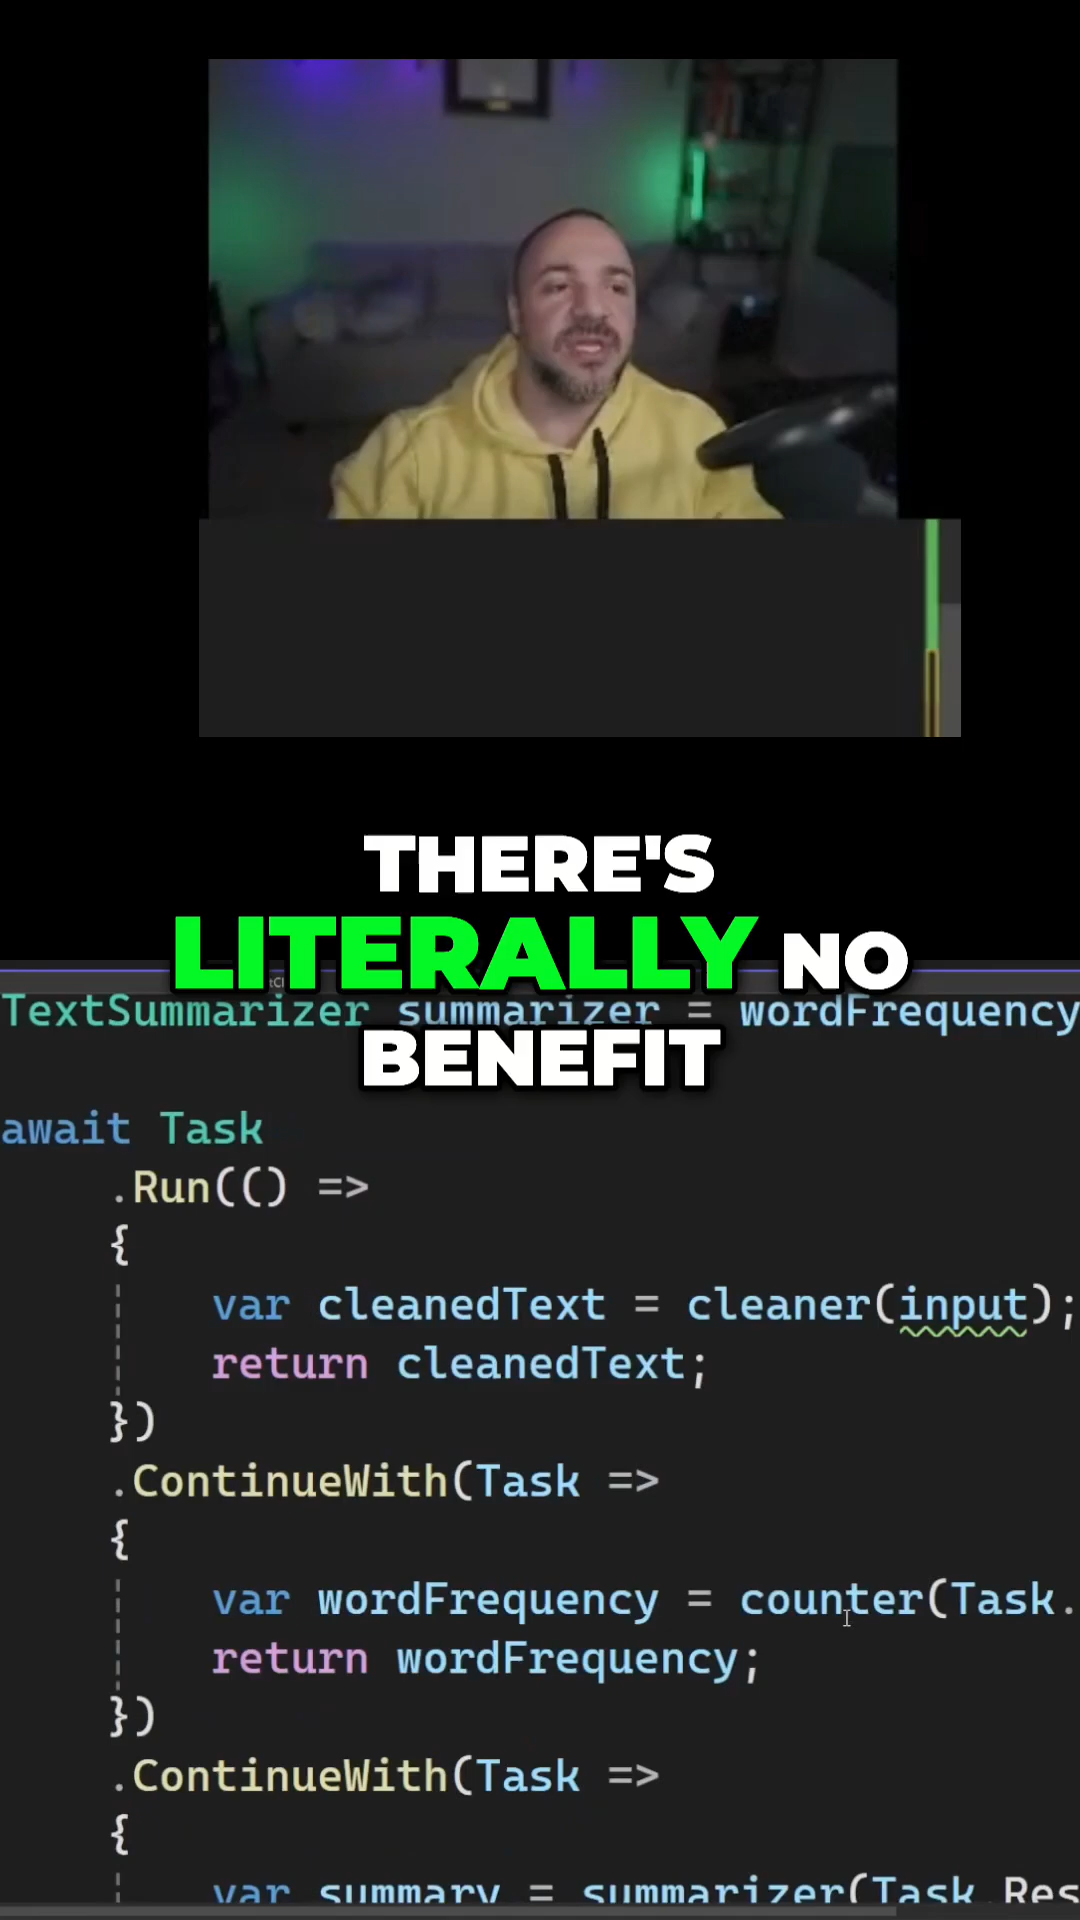 THERE'S
LITERALLY NO
BENEFIT
TextSummarizer summarizer = wordFrequency
await Task
.Run(() =>
{
var cleanedText = cleaner(input);
return cleanedText;
})
.ContinueWith(Task =>
{
var wordFrequency = counter(Task.
return wordFrequency;
})
.ContinueWith(Task =>
{
var summary = summarizer(Task.Res